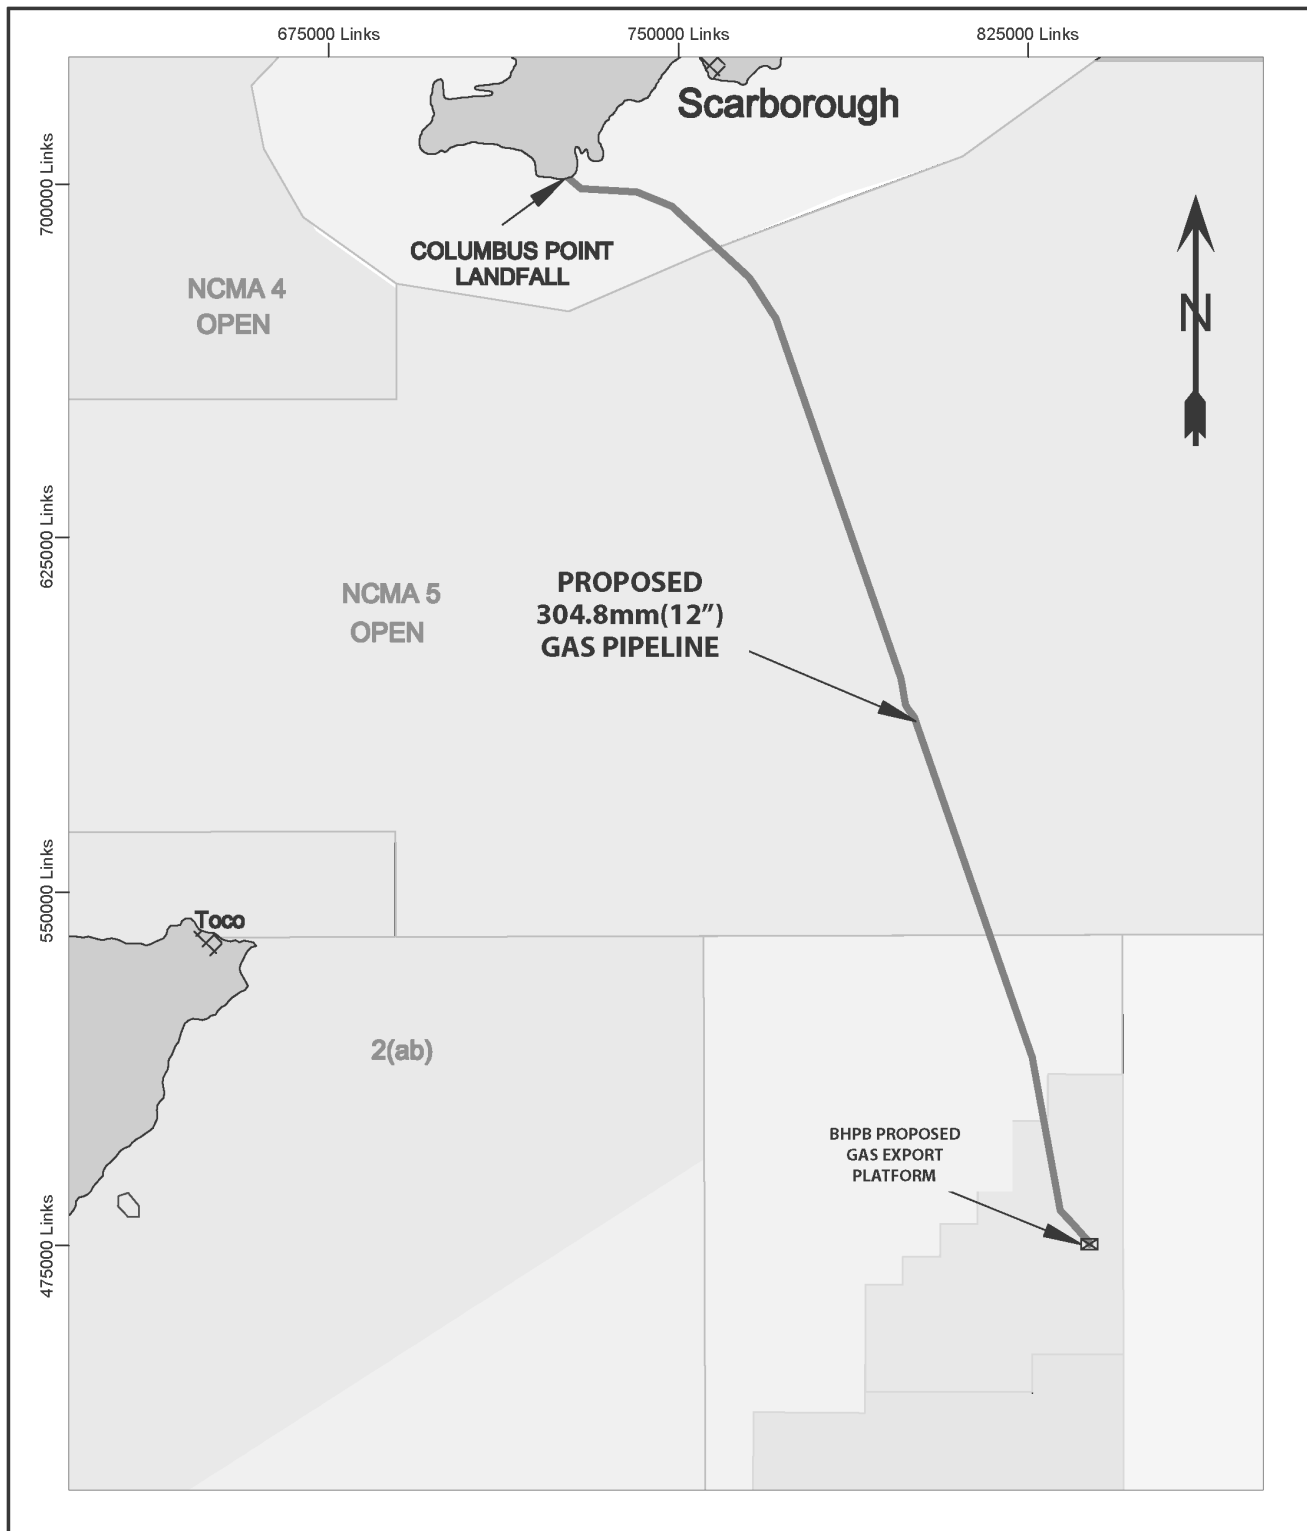 675000 Links
750000 Links
825000 Links
Scarborough
700000 Links
COLUMBUS POINT
LANDFALL
NCMA 4
OPEN
N
625000 Links
PROPOSED
304.8mm(12”)
GAS PIPELINE
NCMA 5
OPEN
550000 Links
Toco
2(ab)
BHPB PROPOSED
GAS EXPORT
PLATFORM
475000 Links